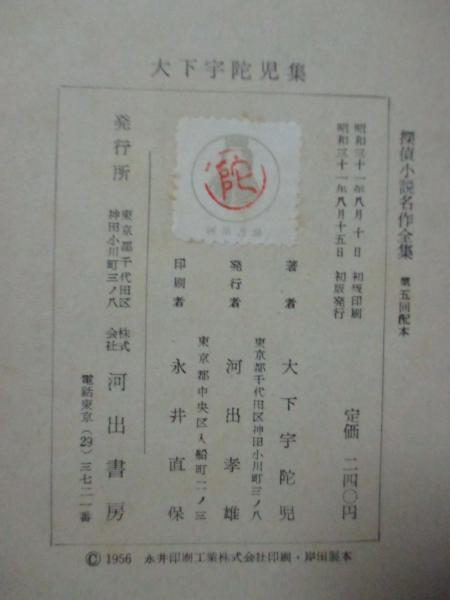 大下宇陀児集
探偵小説名作全集 第五回配本
昭和三十一年八月十日 初版印刷
昭和三十一年八月十五日 初版発行
定価 二四〇円
著者 大下宇陀児
東京都千代田区神田小川町三ノ八
発行者 河出孝雄
東京都中央区入船町二ノ三
印刷者 永井直保
発行所
東京都千代田区
神田小川町三ノ八
株式会社 河出書房
電話東京(29)三七二一番
陀
© 1956 永井印刷工業株式会社印刷・岸田製本